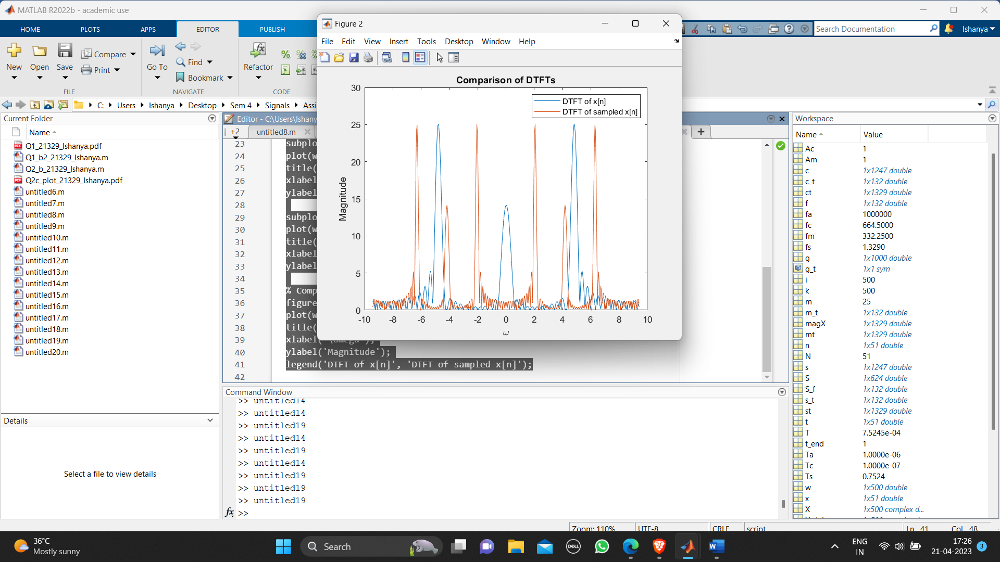 MATLAB R2022b - academic use
HOME PLOTS APPS EDITOR PUBLISH
Search Documentation
Ishanya
New Open Save Compare Print
Go To Find Bookmark
Refactor
FILE NAVIGATE CODE
C: Users Ishanya Desktop Sem 4 Signals Assi
Current Folder
Name
Q1_21329_Ishanya.pdf
Q1_b2_21329_Ishanya.m
Q2_b_21329_Ishanya.m
Q2c_plot_21329_Ishanya.pdf
untitled6.m
untitled7.m
untitled8.m
untitled9.m
untitled10.m
untitled11.m
untitled12.m
untitled13.m
untitled14.m
untitled15.m
untitled16.m
untitled17.m
untitled18.m
untitled19.m
untitled20.m
Details
Select a file to view details
Editor - C:\Users\Ishany
+2 untitled8.m
23 subplo
24 plot(w
25 title(
26 xlabel
27 ylabel
28
29 subplo
30 plot(w
31 title(
32 xlabel
33 ylabel
34
35 % Comp
36 figure
37 plot(w
38 title(
39 xlabel('\omega');
40 ylabel('Magnitude');
41 legend('DTFT of x[n]', 'DTFT of sampled x[n]');
42
Figure 2
File Edit View Insert Tools Desktop Window Help
Comparison of DTFTs
DTFT of x[n]
DTFT of sampled x[n]
Magnitude
30
25
20
15
10
5
0
-10 -8 -6 -4 -2 0 2 4 6 8 10
ω
Command Window
>> untitled14
>> untitled14
>> untitled19
>> untitled14
>> untitled19
>> untitled14
>> untitled19
>> untitled19
>> untitled19
fx >>
Workspace
Name Value
Ac 1
Am 1
c 1x1247 double
c_t 1x132 double
ct 1x1329 double
f 1x132 double
fa 1000000
fc 664.5000
fm 332.2500
fs 1.3290
g 1x1000 double
g_t 1x1 sym
i 500
k 500
m 25
m_t 1x132 double
magX 1x1329 double
mt 1x1329 double
n 1x51 double
N 51
s 1x1247 double
S 1x624 double
S_f 1x132 double
s_t 1x132 double
st 1x1329 double
t 1x51 double
T 7.5245e-04
t_end 1
Ta 1.0000e-06
Tc 1.0000e-07
Ts 0.7524
w 1x500 double
x 1x51 double
X 1x500 complex d...
Zoom: 110% UTF-8 CRLF script Ln 41 Col 48
36°C
Mostly sunny
Search
DELL
W
ENG
IN
17:26
21-04-2023
3